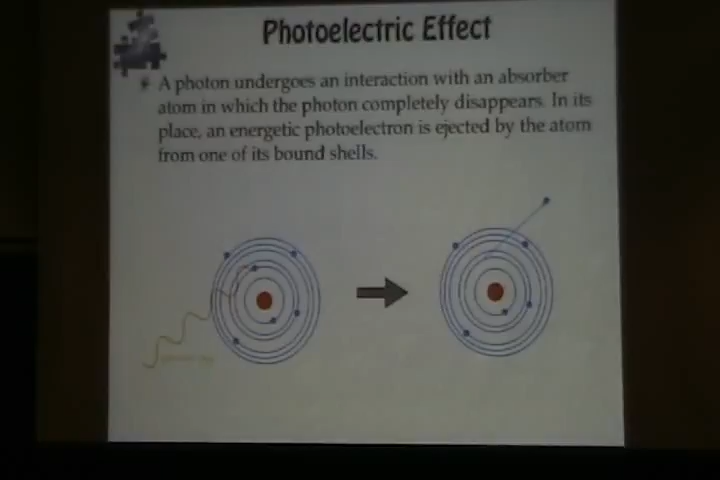 Photoelectric Effect
A photon undergoes an interaction with an absorber
atom in which the photon completely disappears. In its
place, an energetic photoelectron is ejected by the atom
from one of its bound shells.